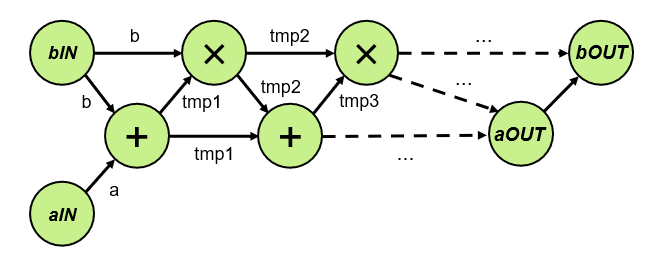 bIN
b
×
tmp2
×
...
bOUT
b
tmp1
tmp2
tmp3
...
+
tmp1
+
...
aOUT
a
aIN